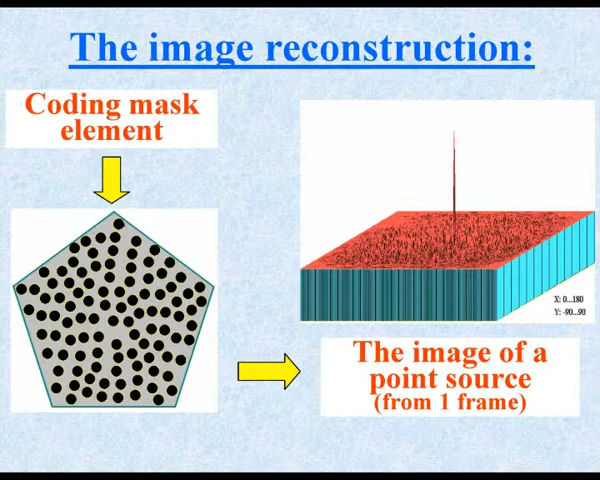 The image reconstruction:
Coding mask
element
X: 0...180
Y: -90...90
The image of a
point source
(from 1 frame)